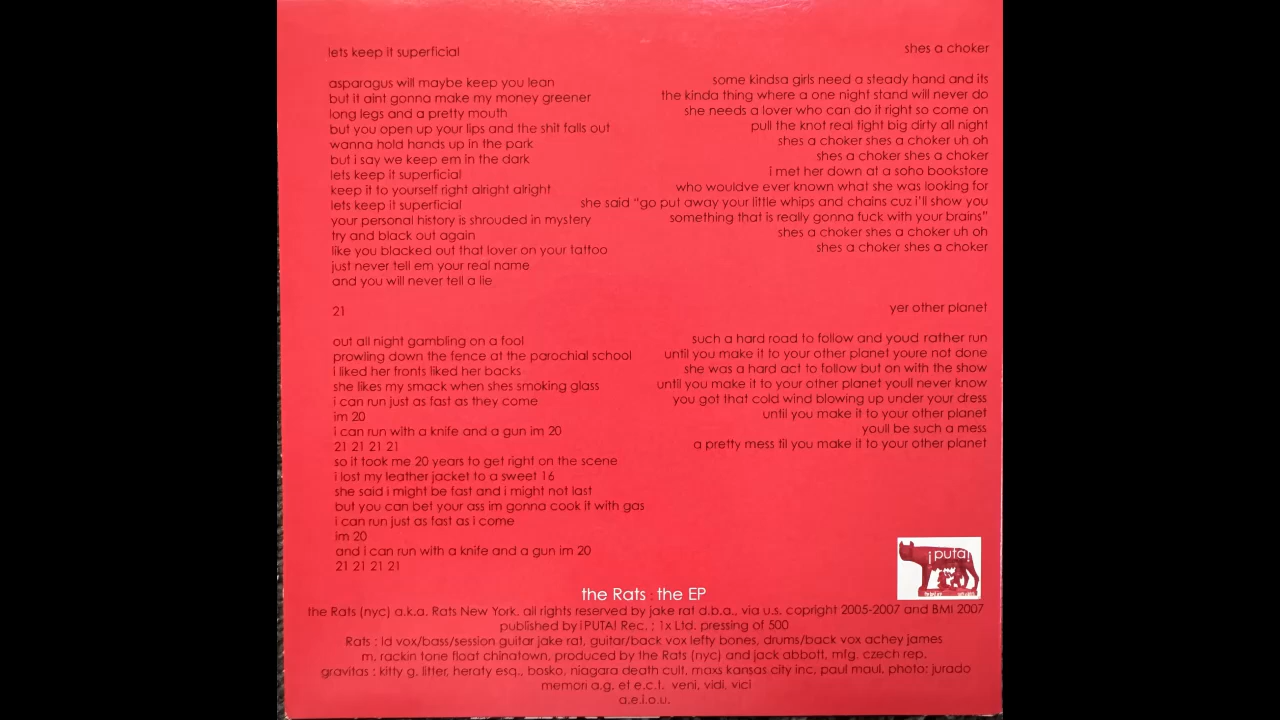 lets keep it superficial
asparagus will maybe keep you lean
but it aint gonna make my money greener
long legs and a pretty mouth
but you open up your lips and the shit falls out
wanna hold hands up in the park
but i say we keep em in the dark
lets keep it superficial
keep it to yourself right alright alright
lets keep it superficial
your personal history is shrouded in mystery
try and black out again
like you blacked out that lover on your tattoo
just never tell em your real name
and you will never tell a lie
shes a choker
some kindsa girls need a steady hand and its
the kinda thing where a one night stand will never do
she needs a lover who can do it right so come on
pull the knot real tight big dirty all night
shes a choker shes a choker uh oh
shes a choker shes a choker
i met her down at a soho bookstore
who wouldve ever known what she was looking for
she said "go put away your little whips and chains cuz i'll show you
something that is really gonna fuck with your brains"
shes a choker shes a choker uh oh
shes a choker shes a choker
21
out all night gambling on a fool
prowling down the fence at the parochial school
i liked her fronts liked her backs
she likes my smack when shes smoking glass
i can run just as fast as they come
im 20
i can run with a knife and a gun im 20
21 21 21 21
so it took me 20 years to get right on the scene
i lost my leather jacket to a sweet 16
she said i might be fast and i might not last
but you can bet your ass im gonna cook it with gas
i can run just as fast as i come
im 20
and i can run with a knife and a gun im 20
21 21 21 21
yer other planet
such a hard road to follow and youd rather run
until you make it to your other planet youre not done
she was a hard act to follow but on with the show
until you make it to your other planet youll never know
you got that cold wind blowing up under your dress
until you make it to your other planet
youll be such a mess
a pretty mess til you make it to your other planet
¡puta!
the Rats : the EP
the Rats (nyc) a.k.a. Rats New York, all rights reserved by jake rat d.b.a., via u.s. copright 2005-2007 and BMI 2007
published by ¡PUTA! Rec. : 1x Ltd. pressing of 500
Rats : ld vox/bass/session guitar jake rat, guitar/back vox lefty bones, drums/back vox achey james
m. rackin tone float chinatown, produced by the Rats (nyc) and jack abbott, mfg. czech rep.
gravitas : kitty g. litter, heraty esq., bosko, niagara death cult, maxs kansas city inc, paul maul. photo: jurado
memori a.g. et e.c.t. veni, vidi, vici
a.e.i.o.u.